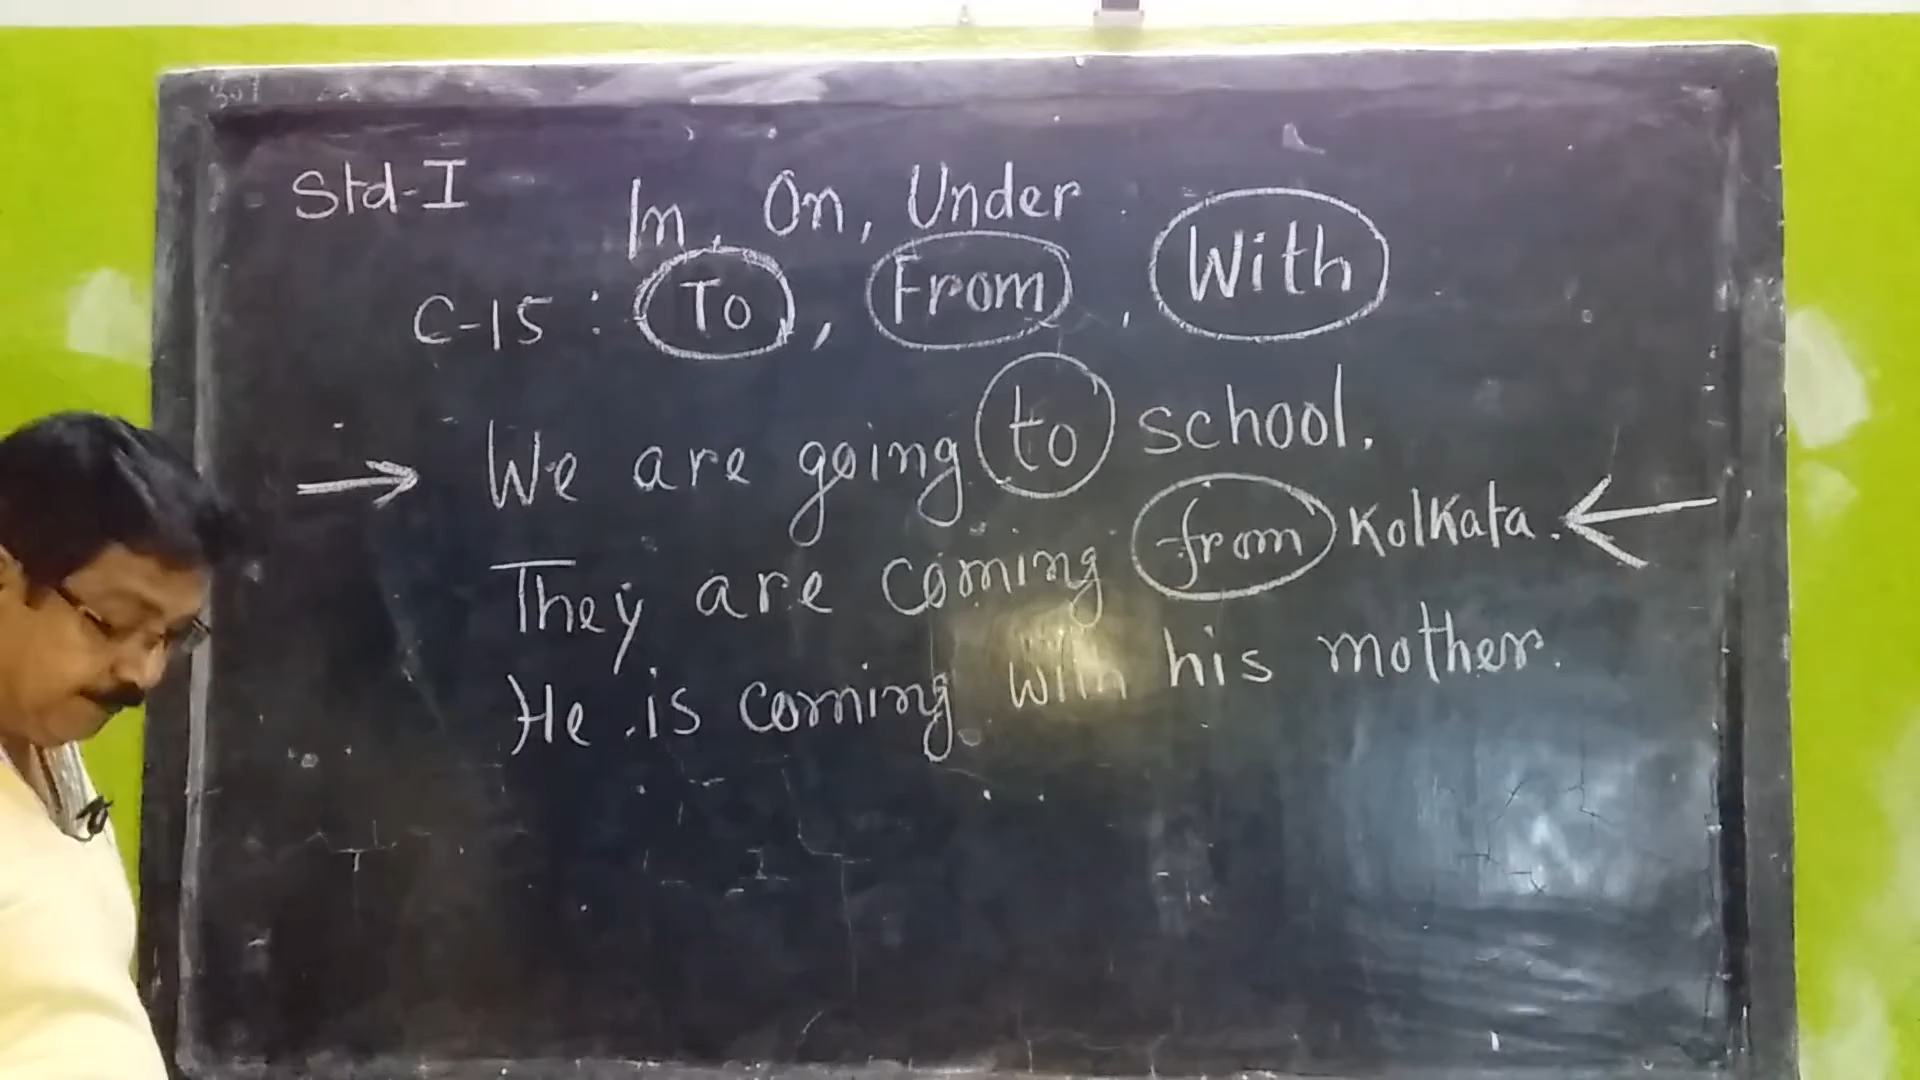 Std-I
In, On, Under
C-15: To, From, With
We are going to school.
They are coming from Kolkata.
He is coming with his mother.